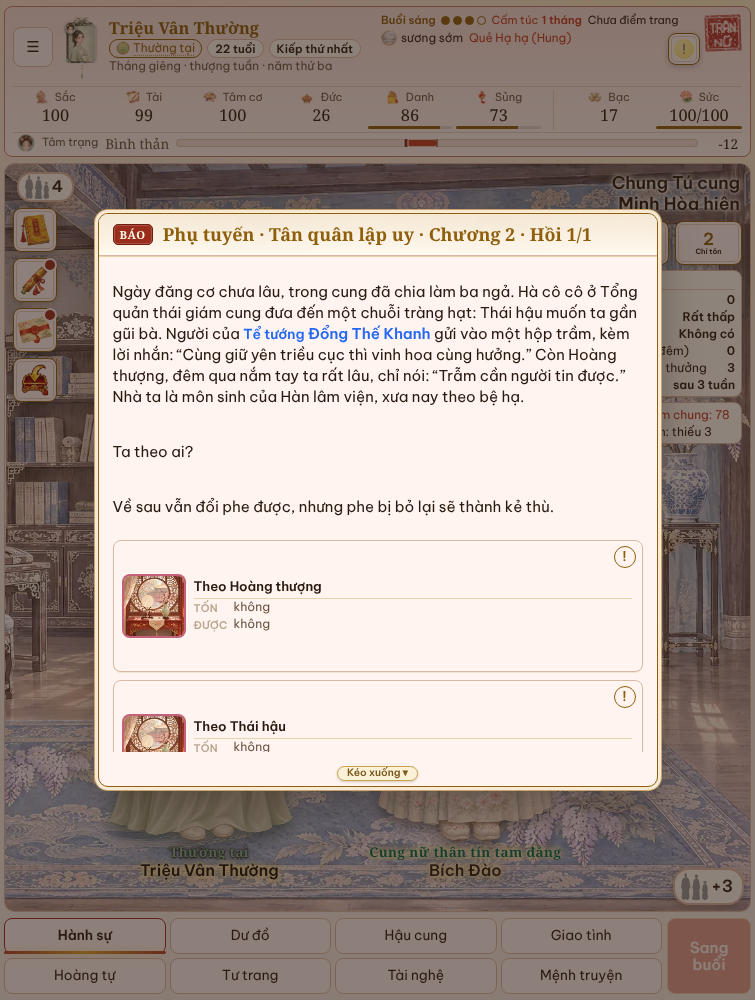 Triệu Vân Thường
Thường tại
22 tuổi
Kiếp thứ nhất
Tháng giêng · thượng tuần · năm thứ ba
Buổi sáng
Cấm túc 1 tháng
Chưa điểm trang
sương sớm
Quẻ Hạ hạ (Hung)
!
TRẦN NỮ
Sắc
100
Tài
99
Tâm cơ
100
Đức
26
Danh
86
Sủng
73
Bạc
17
Sức
100/100
Tâm trạng
Bình thản
-12
4
Chung Tú cung
Minh Hòa hiên
2
Chí tôn
0
Rất thấp
Không có
đêm)
0
thưởng
3
sau 3 tuần
m chung: 78
n: thiếu 3
BÁO
Phụ tuyến · Tân quân lập uy · Chương 2 · Hồi 1/1
Ngày đăng cơ chưa lâu, trong cung đã chia làm ba ngả. Hà cô cô ở Tổng
quản thái giám cung đưa đến một chuỗi tràng hạt: Thái hậu muốn ta gần
gũi bà. Người của Tể tướng Đổng Thế Khanh gửi vào một hộp trầm, kèm
lời nhắn: “Cùng giữ yên triều cục thì vinh hoa cùng hưởng.” Còn Hoàng
thượng, đêm qua nắm tay ta rất lâu, chỉ nói: “Trẫm cần người tin được.”
Nhà ta là môn sinh của Hàn lâm viện, xưa nay theo bệ hạ.
Ta theo ai?
Về sau vẫn đổi phe được, nhưng phe bị bỏ lại sẽ thành kẻ thù.
!
Theo Hoàng thượng
TỐN không
ĐƯỢC không
!
Theo Thái hậu
TỐN không
Kéo xuống ▾
Thường tại
Triệu Vân Thường
Cung nữ thân tín tam đẳng
Bích Đào
+3
Hành sự
Dư đồ
Hậu cung
Giao tình
Sang buổi
Hoàng tự
Tư trang
Tài nghệ
Mệnh truyện